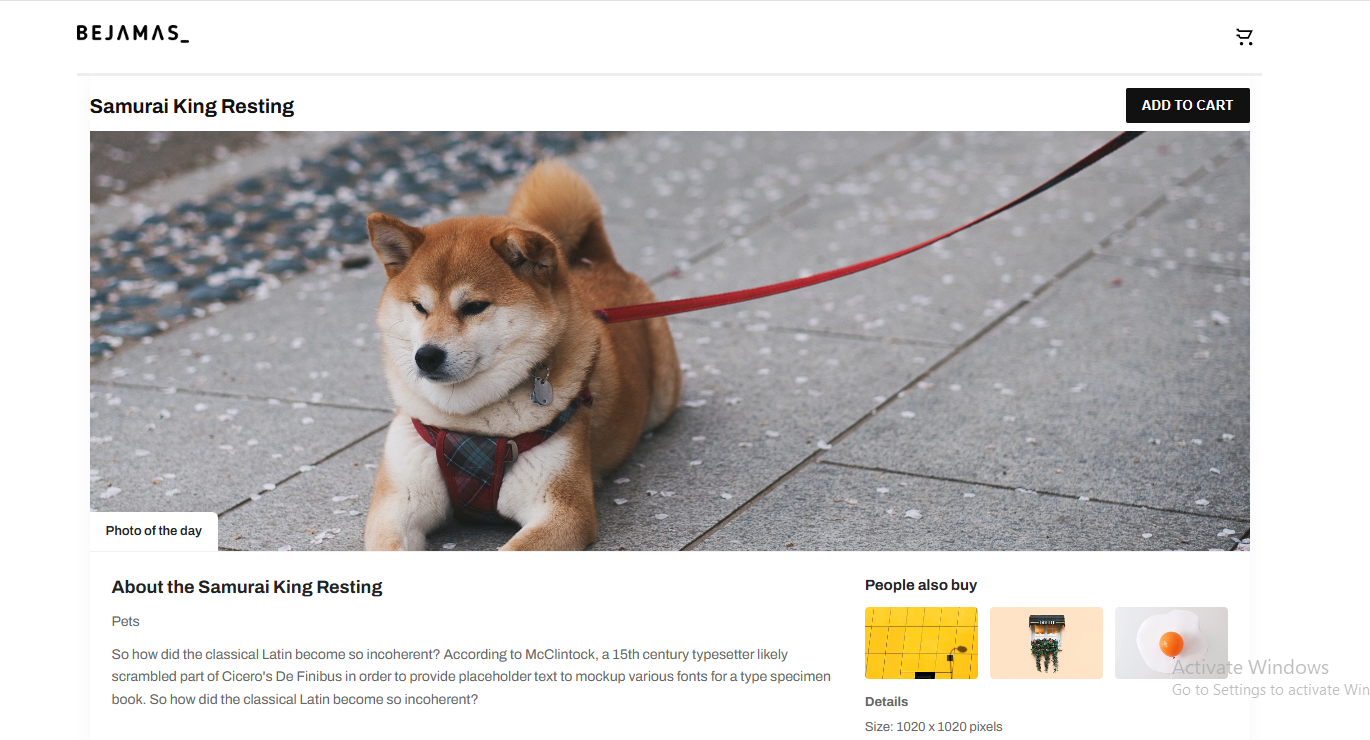 BEJAMAS_
Samurai King Resting
ADD TO CART
Photo of the day
About the Samurai King Resting
Pets
So how did the classical Latin become so incoherent? According to McClintock, a 15th century typesetter likely
scrambled part of Cicero's De Finibus in order to provide placeholder text to mockup various fonts for a type specimen
book. So how did the classical Latin become so incoherent?
People also buy
Details
Size: 1020 x 1020 pixels
Activate Windows
Go to Settings to activate Win